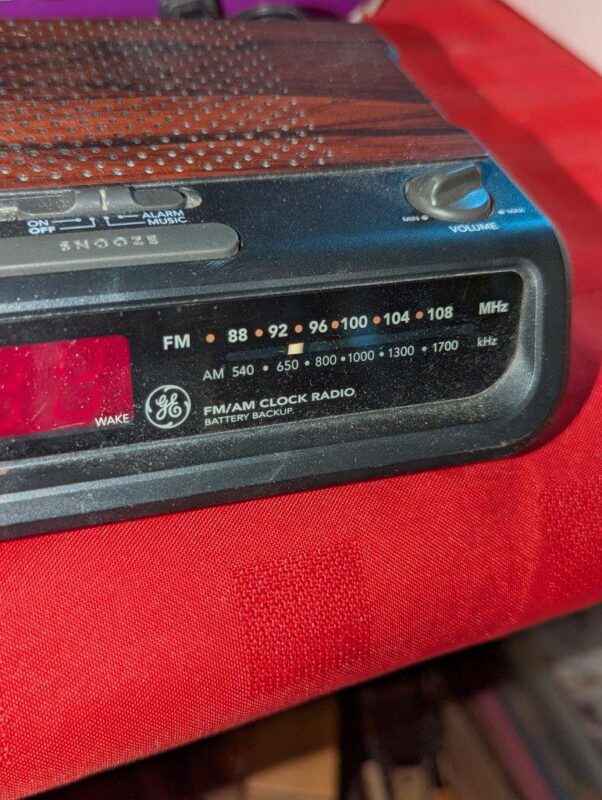 ON ALARM
OFF MUSIC
SNOOZE
MIN • • MAX
VOLUME
FM • 88 • 92 • 96 • 100 • 104 • 108 MHz
AM 540 • 650 • 800 • 1000 • 1300 • 1700 kHz
WAKE
GE FM/AM CLOCK RADIO
BATTERY BACKUP